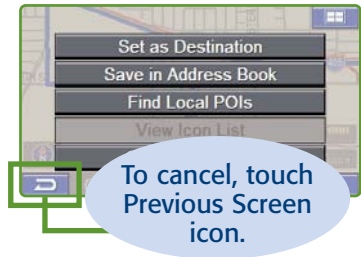 Set as Destination
Save in Address Book
Find Local POIs
View Icon List
To cancel, touch
Previous Screen
icon.